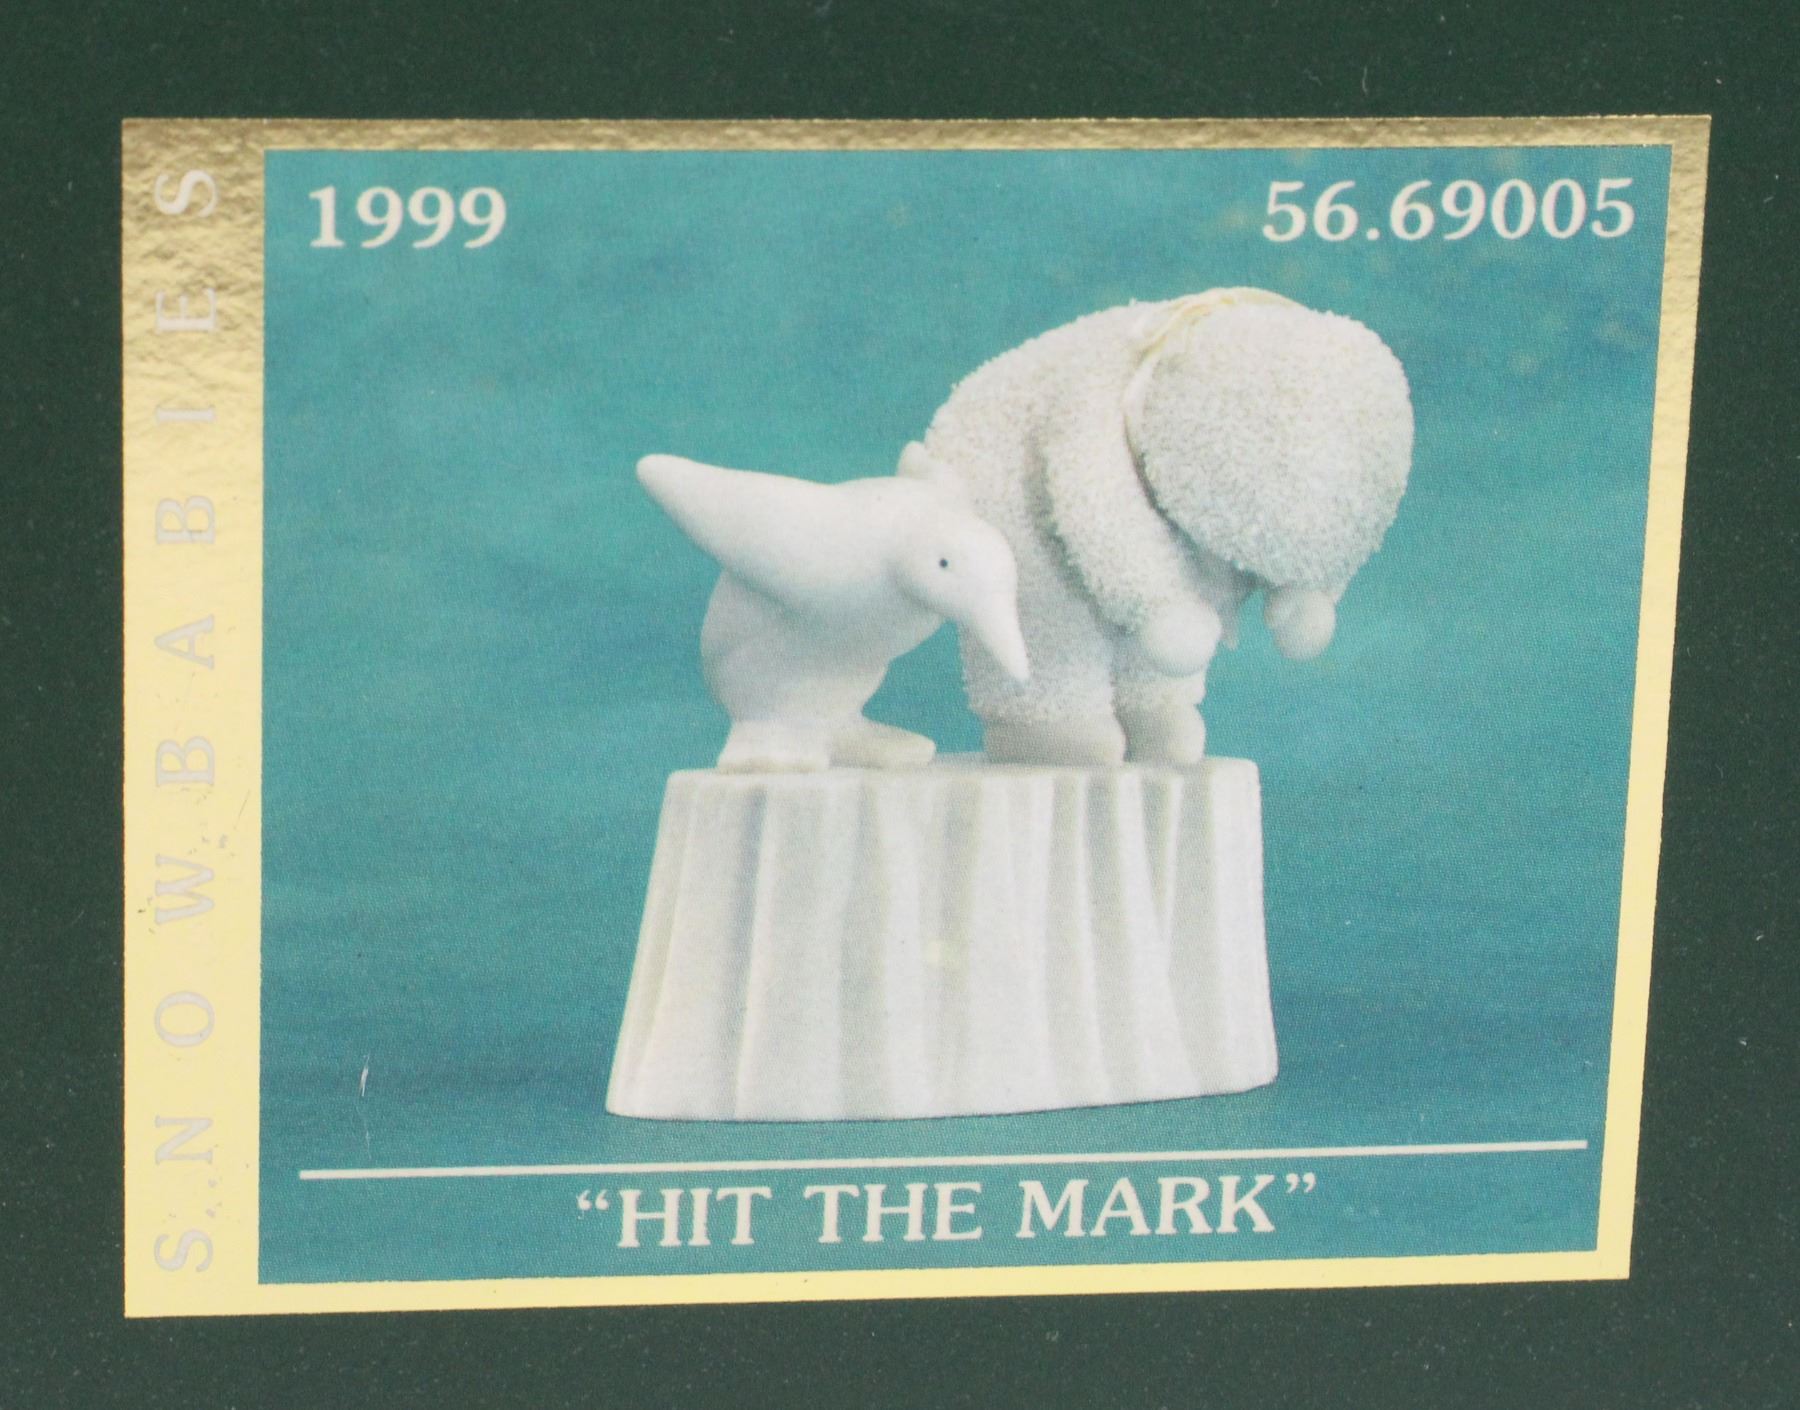 SNOWBABIES
1999
56.69005
“HIT THE MARK”